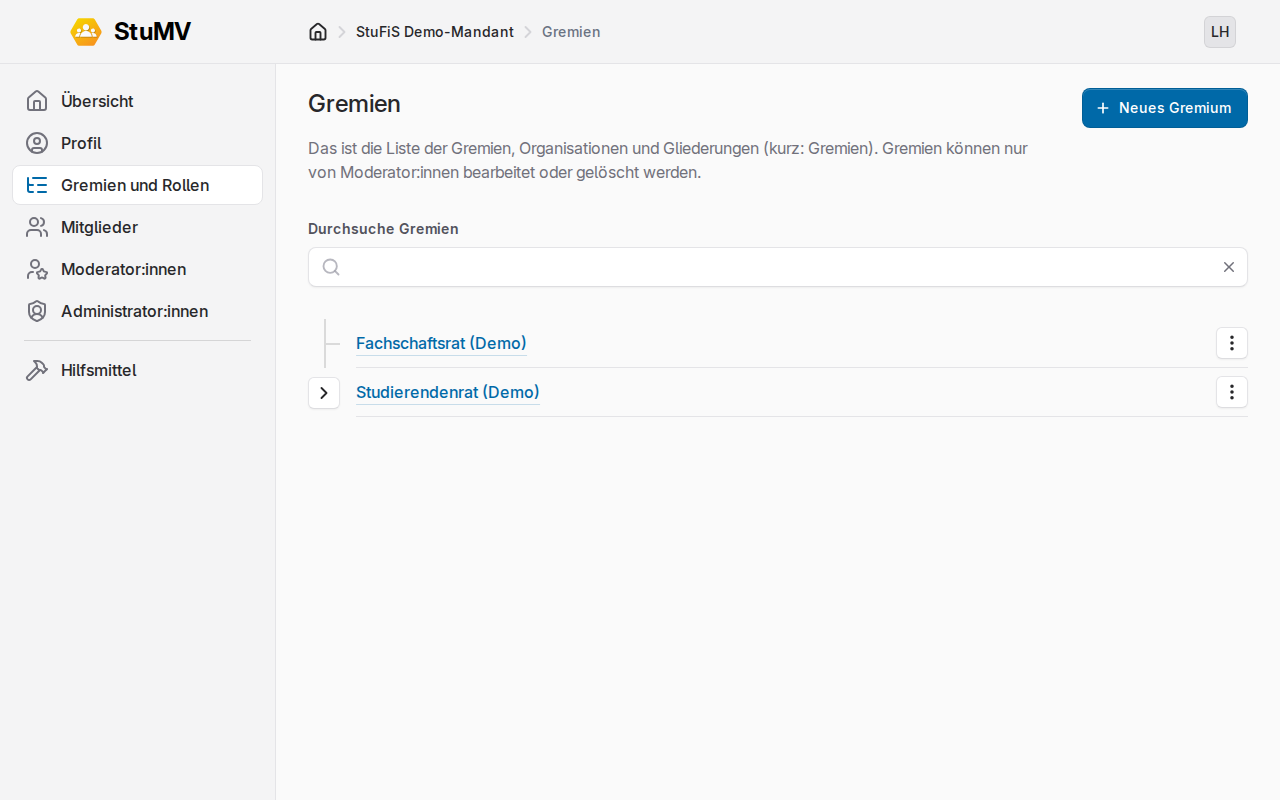 StuMV
StuFiS Demo-Mandant
Gremien
LH
Übersicht
Profil
Gremien und Rollen
Mitglieder
Moderator:innen
Administrator:innen
Hilfsmittel
Gremien
Neues Gremium
Das ist die Liste der Gremien, Organisationen und Gliederungen (kurz: Gremien). Gremien können nur
von Moderator:innen bearbeitet oder gelöscht werden.
Durchsuche Gremien
Fachschaftsrat (Demo)
Studierendenrat (Demo)